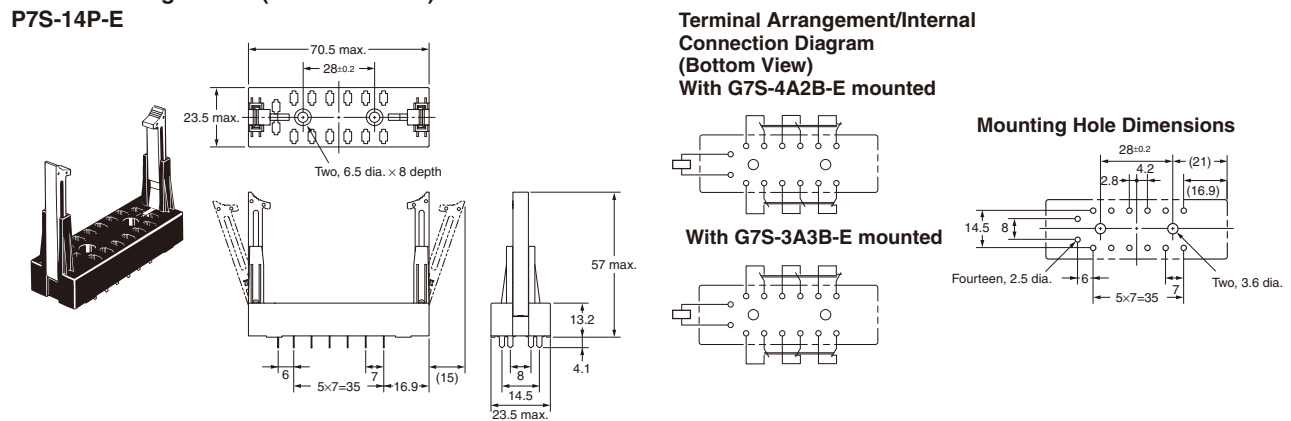 P7S-14P-E
70.5 max.
28±0.2
23.5 max.
Two, 6.5 dia. × 8 depth
57 max.
13.2
4.1
6
5×7=35
7
16.9
(15)
8
14.5
23.5 max.
Terminal Arrangement/Internal
Connection Diagram
(Bottom View)
With G7S-4A2B-E mounted
With G7S-3A3B-E mounted
Mounting Hole Dimensions
28±0.2
(21)
4.2
2.8
(16.9)
14.5
8
Fourteen, 2.5 dia.
6
7
Two, 3.6 dia.
5×7=35